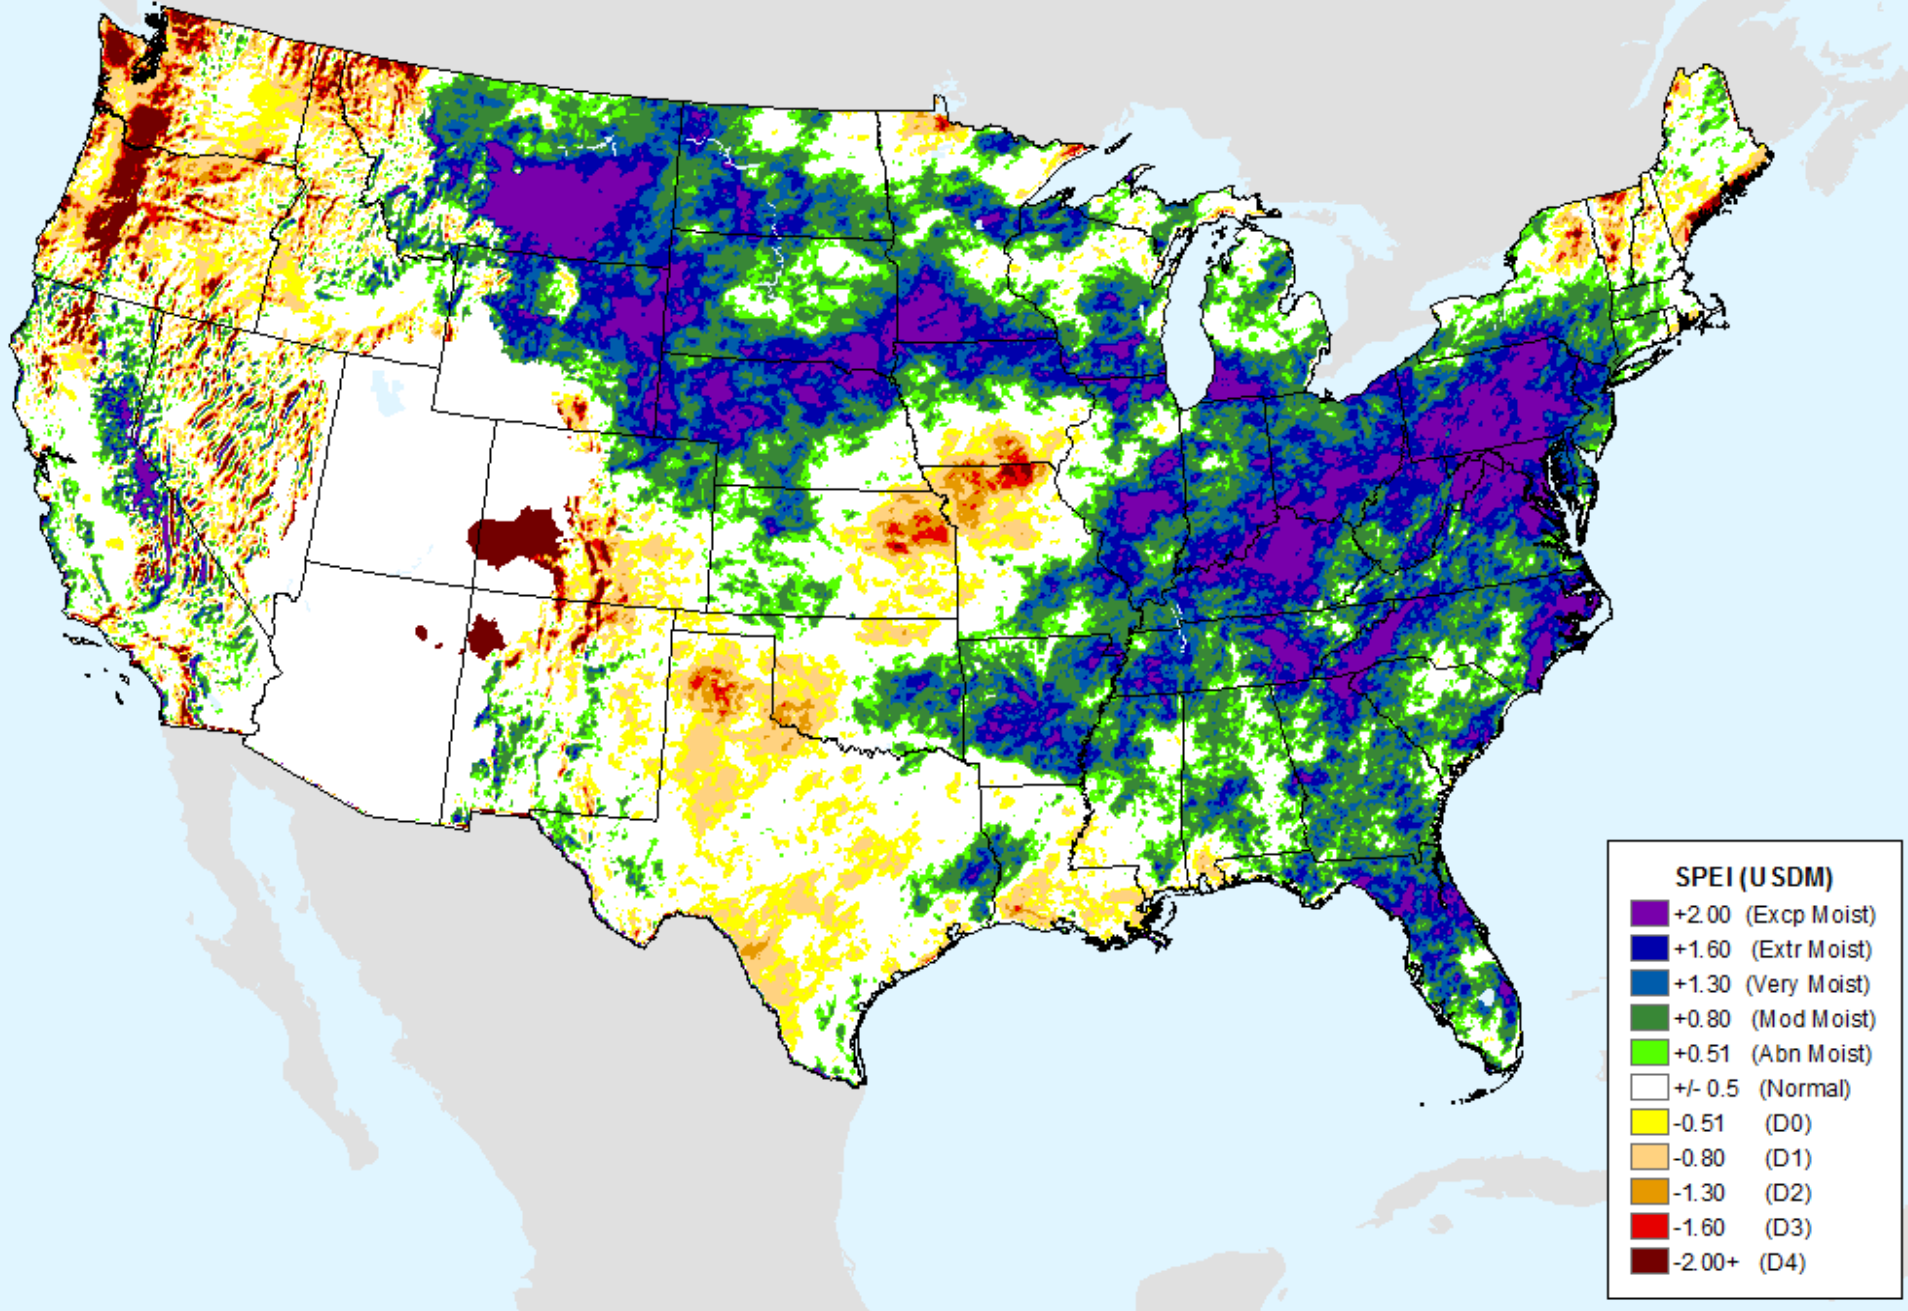 SPEI (USDM)
+2.00 (Excp Moist)
+1.60 (Extr Moist)
+1.30 (Very Moist)
+0.80 (Mod Moist)
+0.51 (Abn Moist)
+/- 0.5 (Normal)
-0.51 (D0)
-0.80 (D1)
-1.30 (D2)
-1.60 (D3)
-2.00+ (D4)